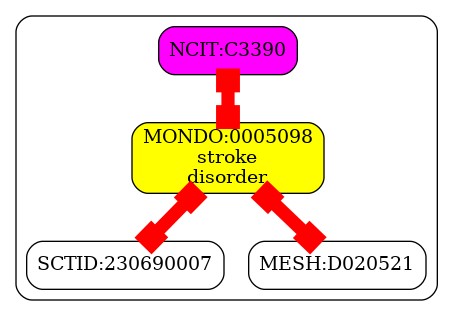 NCIT:C3390
MONDO:0005098
stroke
disorder
SCTID:230690007
MESH:D020521